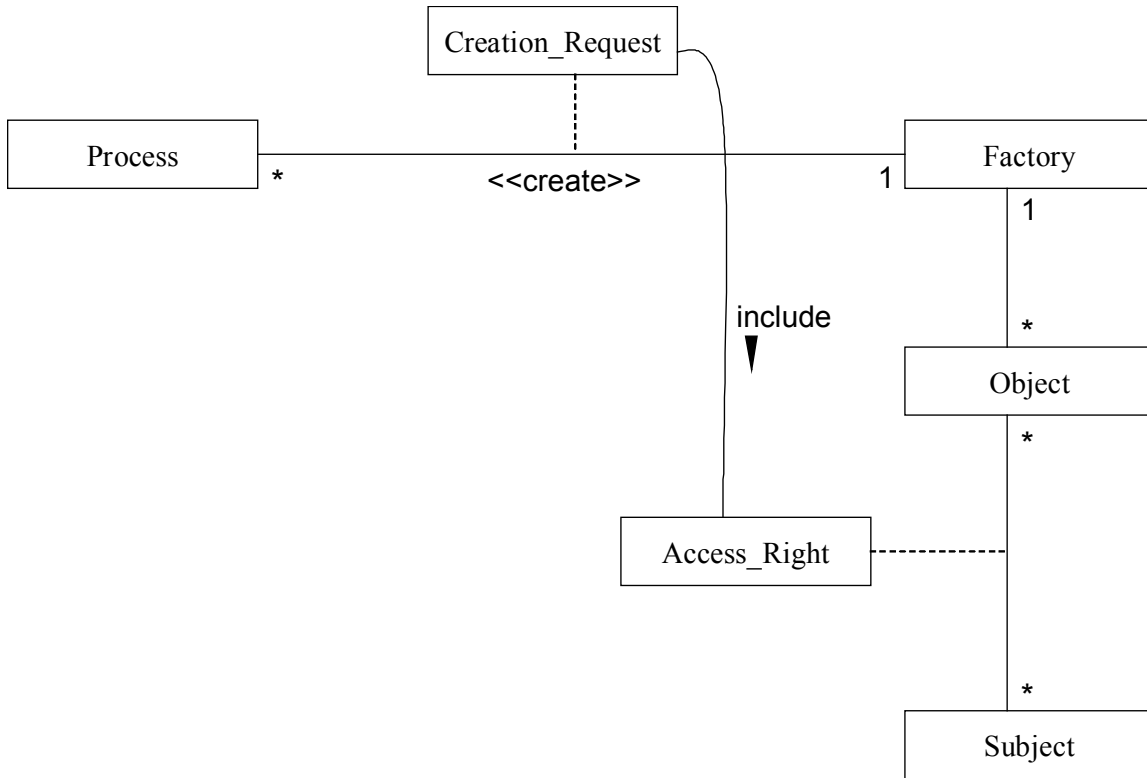 Creation_Request
Process
Factory
*
<<create>>
1
1
include
*
Object
*
Access_Right
*
Subject